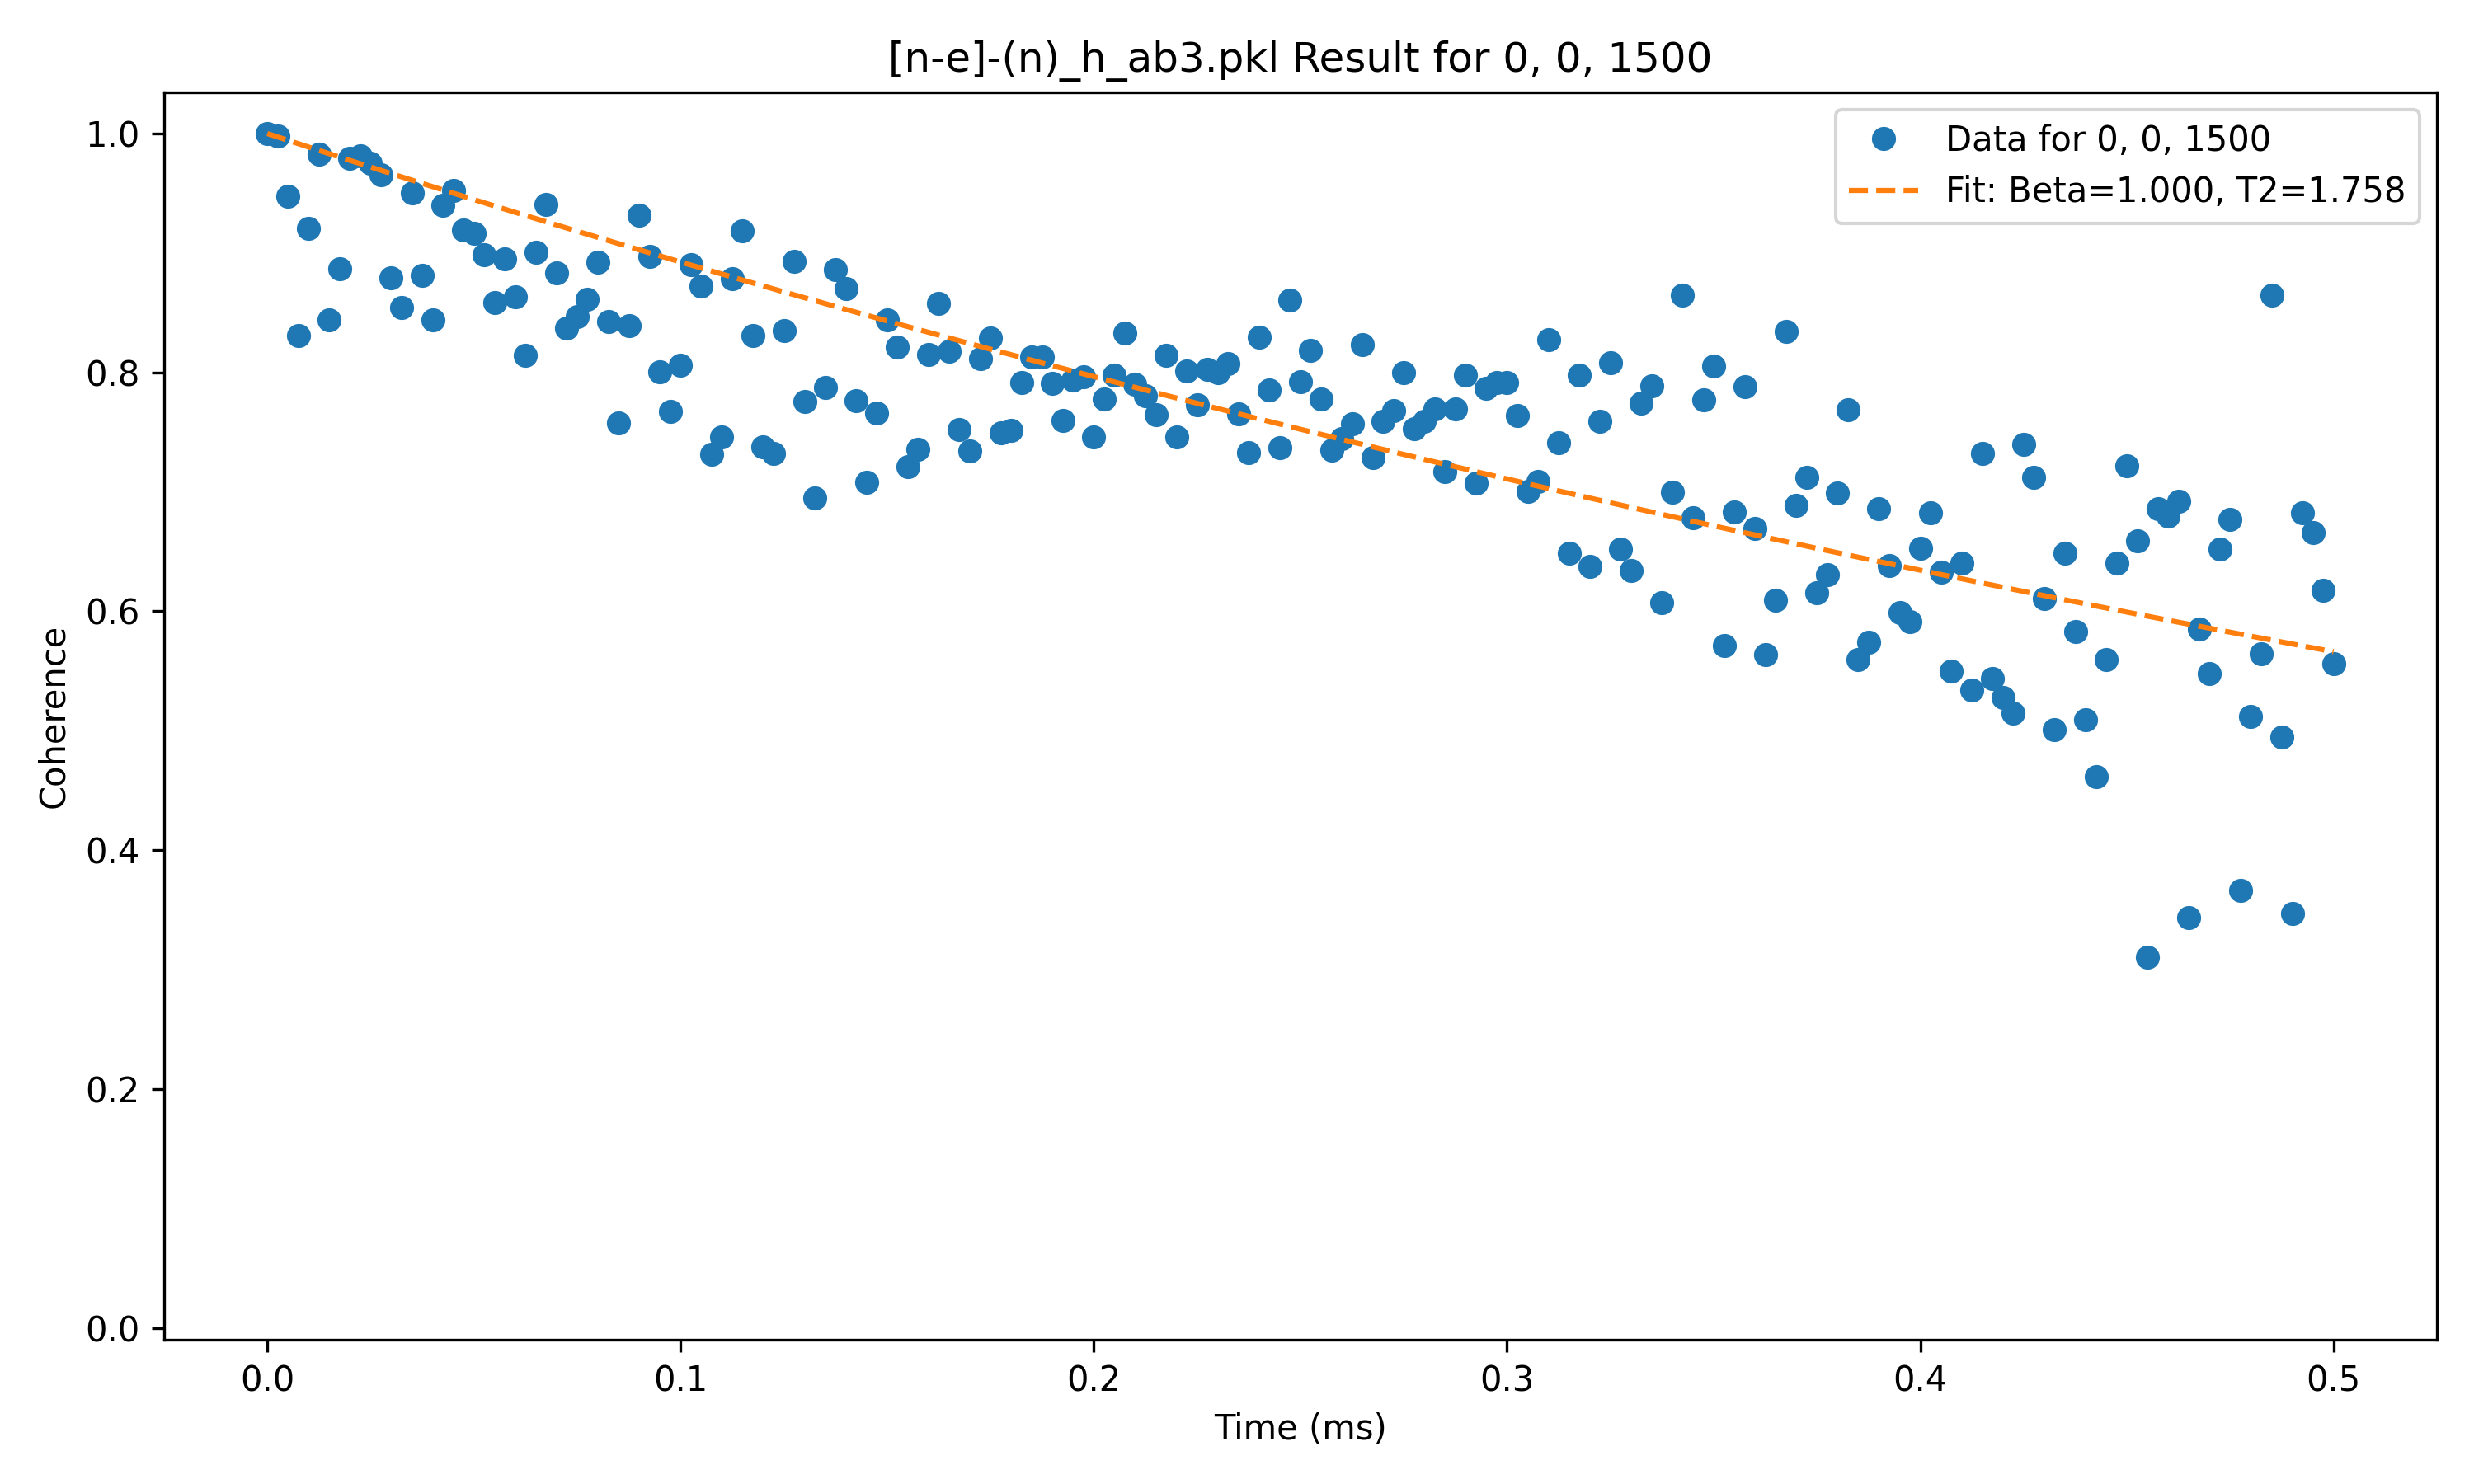 [n-e]-(n)_h_ab3.pkl Result for 0, 0, 1500
Data for 0, 0, 1500
Fit: Beta=1.000, T2=1.758
Coherence
1.0
0.8
0.6
0.4
0.2
0.0
0.0 0.1 0.2 0.3 0.4 0.5
Time (ms)